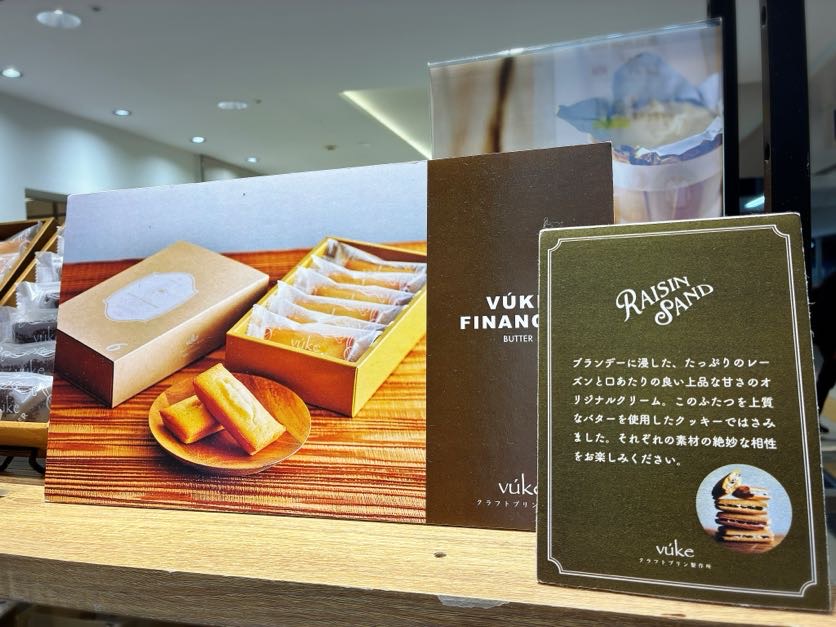 vúke
VÚKE
FINANC
BUTTER
vúke
クラフトプリン
RAISIN
SAND
ブランデーに浸した、たっぷりのレー
ズンと口あたりの良い上品な甘さのオ
リジナルクリーム。このふたつを上質
なバターを使用したクッキーではさみ
ました。それぞれの素材の絶妙な相性
をお楽しみください。
vúke
クラフトプリン製作所